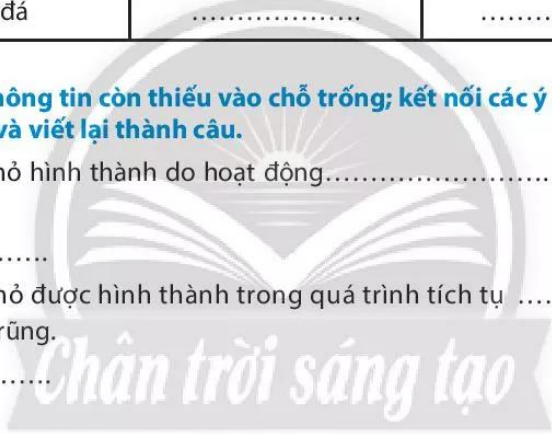 đá ........................ ........
hông tin còn thiếu vào chỗ trống; kết nối các ý
và viết lại thành câu.
hỏ hình thành do hoạt động........................
......
hỏ được hình thành trong quá trình tích tụ ....
rũng.
......
Chân trời sáng tạo